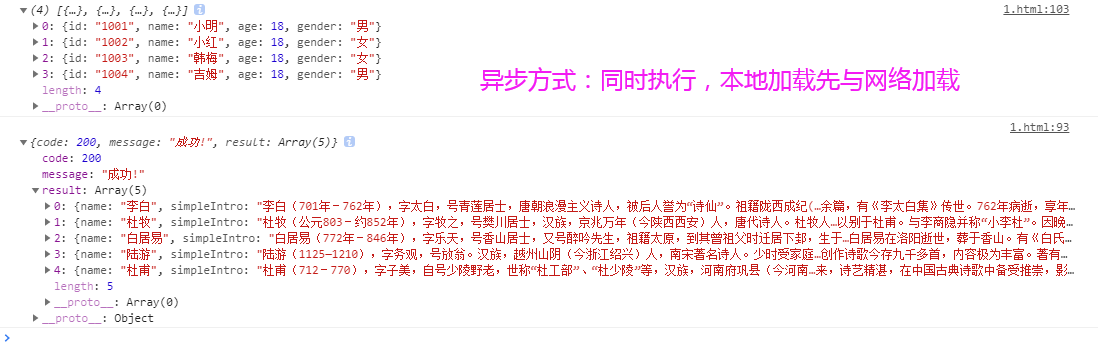 (4) [{…}, {…}, {…}, {…}] i 1.html:103
0: {id: "1001", name: "小明", age: 18, gender: "男"}
1: {id: "1002", name: "小红", age: 18, gender: "女"}
2: {id: "1003", name: "韩梅", age: 18, gender: "女"}
3: {id: "1004", name: "吉姆", age: 18, gender: "男"}
异步方式：同时执行，本地加载先与网络加载
length: 4
__proto__: Array(0)
1.html:93
{code: 200, message: "成功!", result: Array(5)} i
code: 200
message: "成功!"
result: Array(5)
0: {name: "李白", simpleIntro: "李白（701年－762年），字太白，号青莲居士，唐朝浪漫主义诗人，被后人誉为“诗仙”。祖籍陇西成纪(…余篇，有《李太白集》传世。762年病逝，享年…
1: {name: "杜牧", simpleIntro: "杜牧（公元803－约852年），字牧之，号樊川居士，汉族，京兆万年（今陕西西安）人，唐代诗人。杜牧人…以别于杜甫。与李商隐并称“小李杜”。因晚…
2: {name: "白居易", simpleIntro: "白居易（772年－846年），字乐天，号香山居士，又号醉吟先生，祖籍太原，到其曾祖父时迁居下邽，生于…白居易在洛阳逝世，葬于香山。有《白氏…
3: {name: "陆游", simpleIntro: "陆游（1125—1210），字务观，号放翁。汉族，越州山阴（今浙江绍兴）人，南宋著名诗人。少时受家庭…创作诗歌今存九千多首，内容极为丰富。著有…
4: {name: "杜甫", simpleIntro: "杜甫（712－770），字子美，自号少陵野老，世称“杜工部”、“杜少陵”等，汉族，河南府巩县（今河南…来，诗艺精湛，在中国古典诗歌中备受推崇，影…
length: 5
__proto__: Array(0)
__proto__: Object